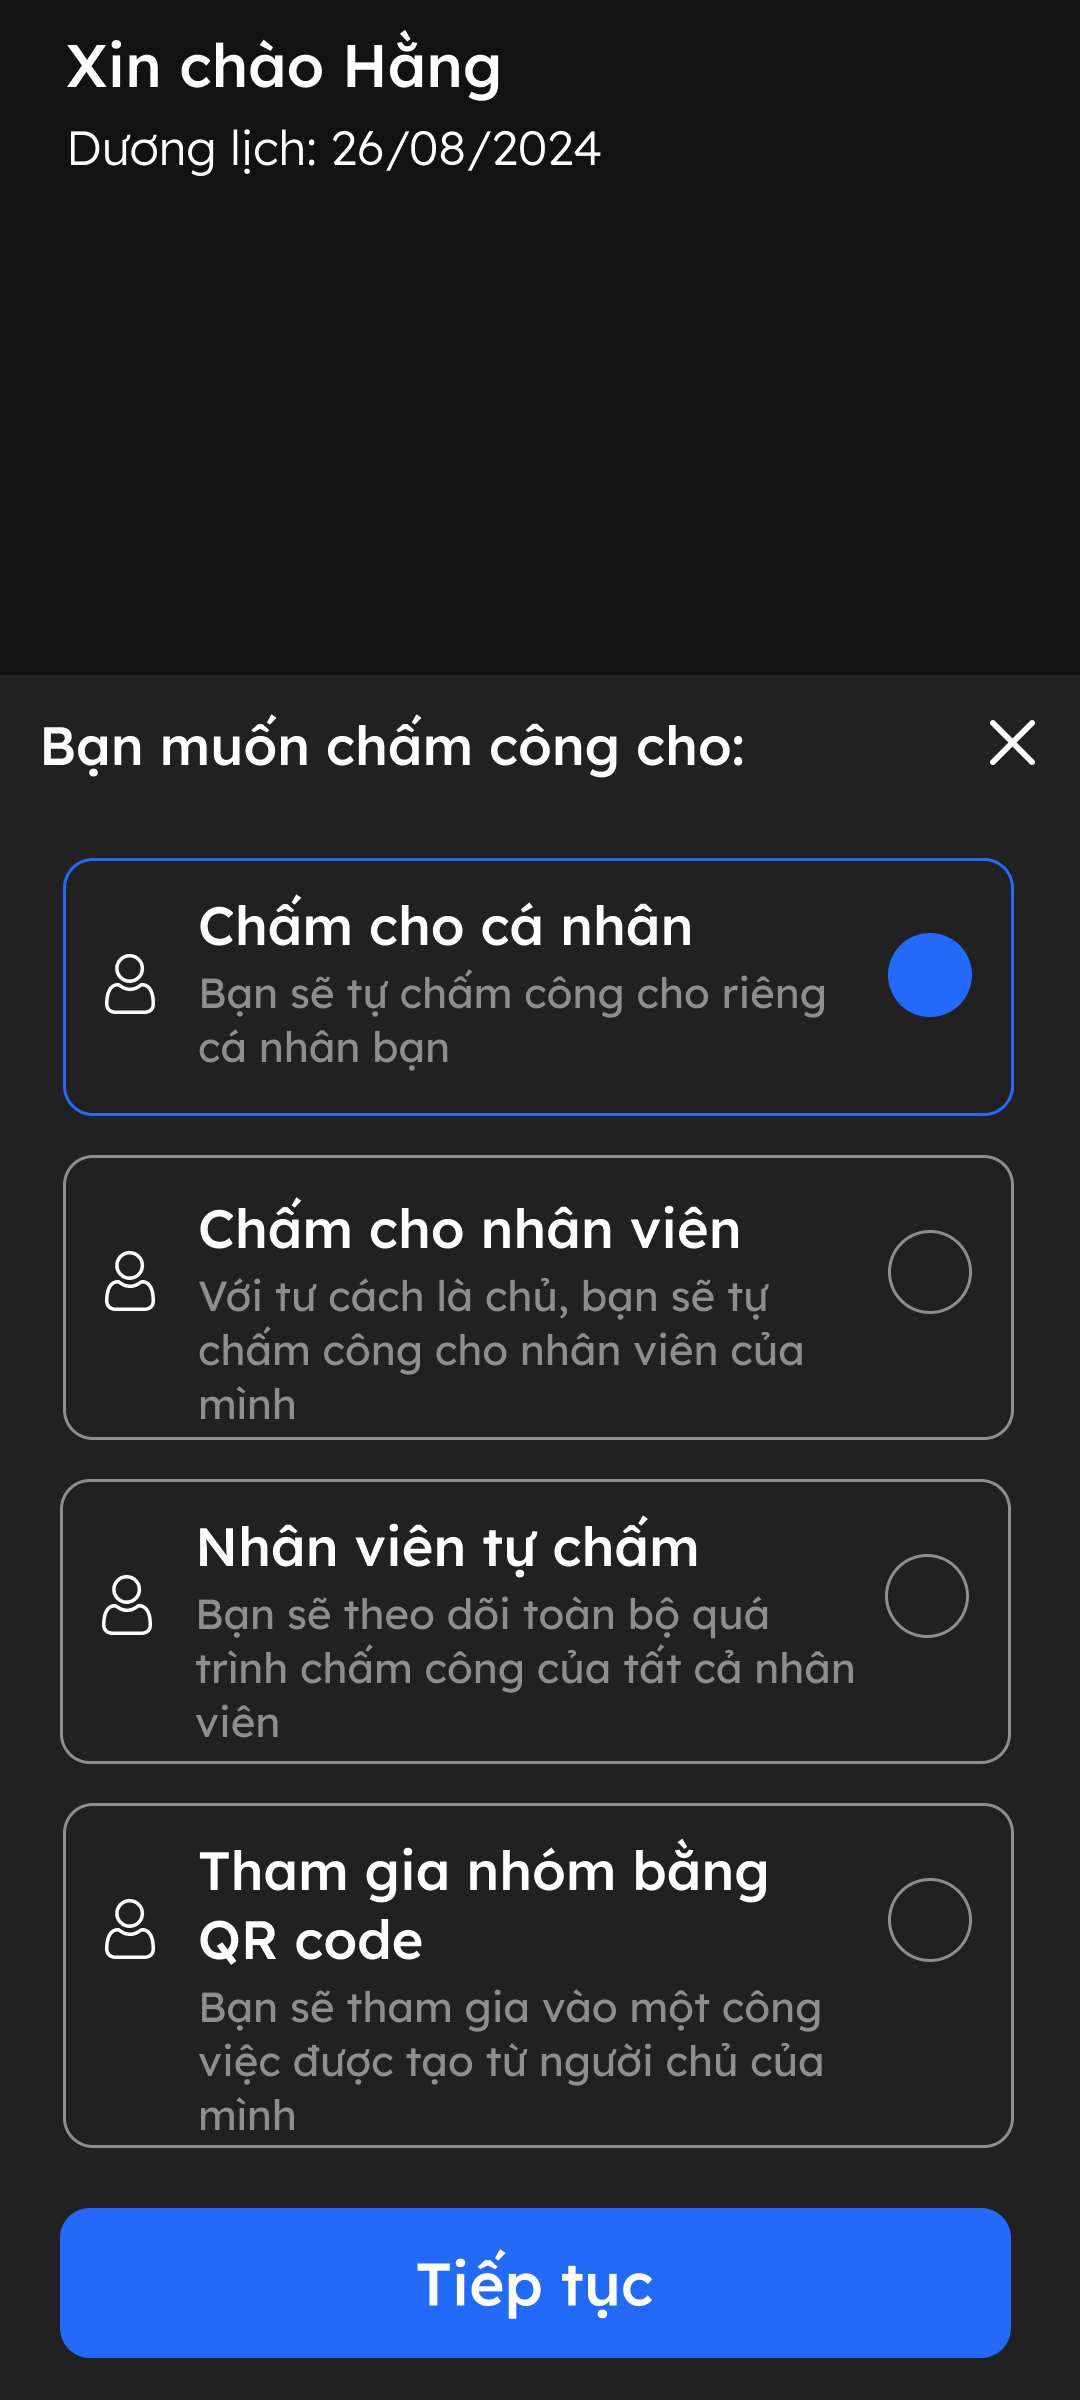 Xin chào Hằng
Dương lịch: 26/08/2024
Bạn muốn chấm công cho:
Chấm cho cá nhân
Bạn sẽ tự chấm công cho riêng
cá nhân bạn
Chấm cho nhân viên
Với tư cách là chủ, bạn sẽ tự
chấm công cho nhân viên của
mình
Nhân viên tự chấm
Bạn sẽ theo dõi toàn bộ quá
trình chấm công của tất cả nhân
viên
Tham gia nhóm bằng
QR code
Bạn sẽ tham gia vào một công
việc được tạo từ người chủ của
mình
Tiếp tục